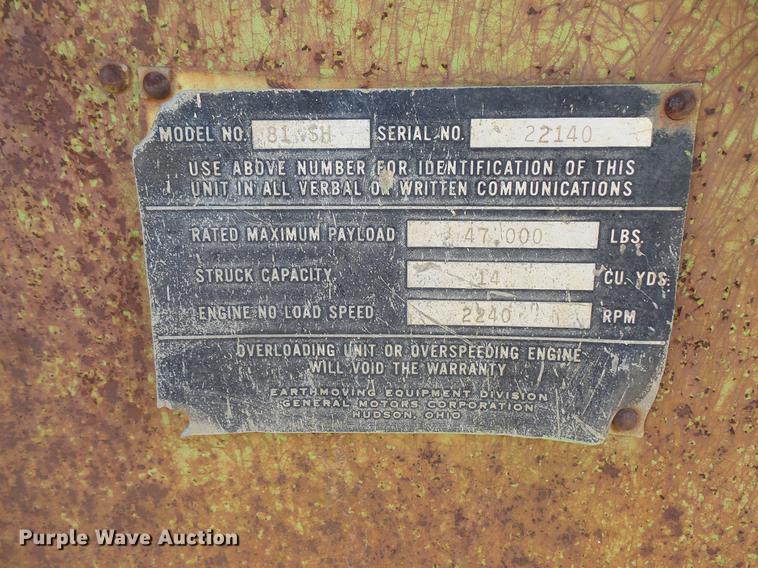 MODEL NO. 81 SH SERIAL NO. 22140
USE ABOVE NUMBER FOR IDENTIFICATION OF THIS
UNIT IN ALL VERBAL OR WRITTEN COMMUNICATIONS
RATED MAXIMUM PAYLOAD 47,000 LBS.
STRUCK CAPACITY 14 CU. YDS.
ENGINE NO LOAD SPEED 2240 RPM
OVERLOADING UNIT OR OVERSPEEDING ENGINE
WILL VOID THE WARRANTY
EARTHMOVING EQUIPMENT DIVISION
GENERAL MOTORS CORPORATION
HUDSON, OHIO
Purple Wave Auction